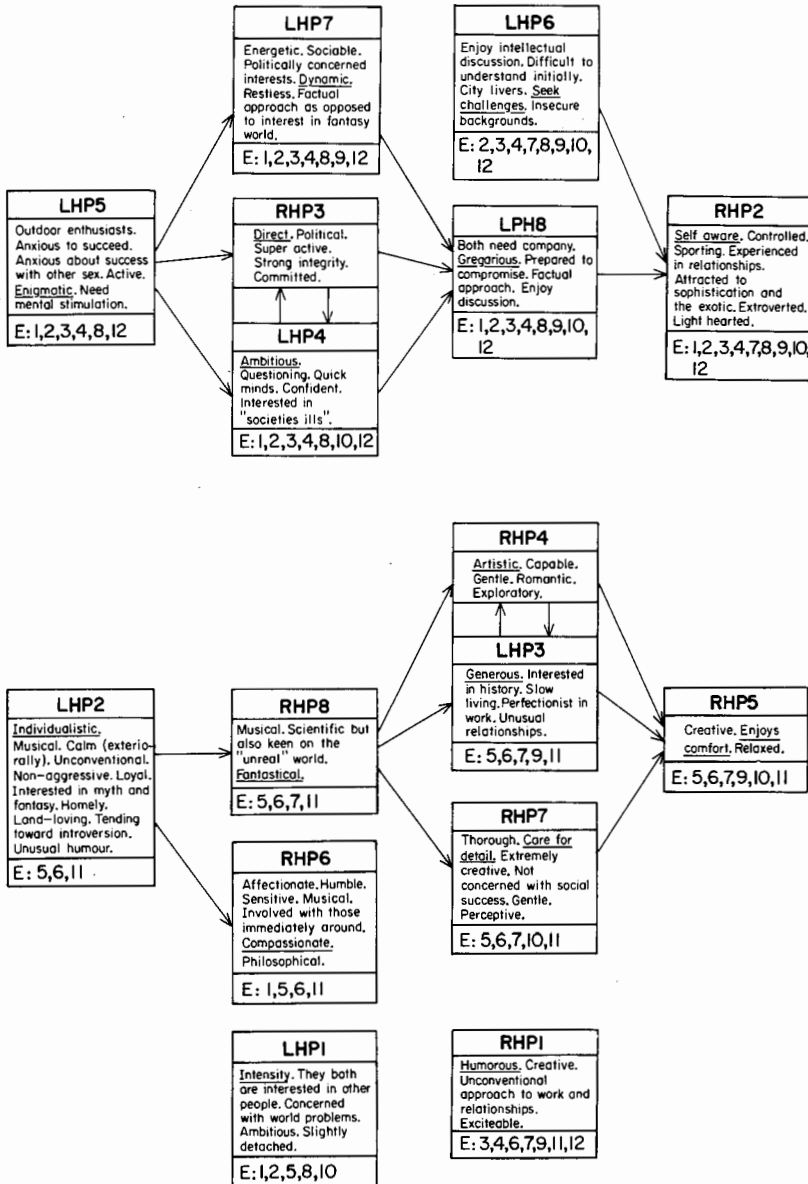 LHP7
Energetic. Sociable.
Politically concerned
interests. Dynamic.
Restless. Factual
approach as opposed
to interest in fantasy
world.
E: 1,2,3,4,8,9,12
LHP6
Enjoy intellectual
discussion. Difficult to
understand initially.
City livers. Seek
challenges. Insecure
backgrounds.
E: 2,3,4,7,8,9,10,
12
LHP5
Outdoor enthusiasts.
Anxious to succeed.
Anxious about success
with other sex. Active.
Enigmatic. Need
mental stimulation.
E: 1,2,3,4,8,12
RHP3
Direct. Political.
Super active.
Strong integrity.
Committed.
LHP4
Ambitious.
Questioning. Quick
minds. Confident.
Interested in
"societies ills".
E: 1,2,3,4,8,10,12
LPH8
Both need company.
Gregarious. Prepared to
compromise. Factual
approach. Enjoy
discussion.
E: 1,2,3,4,8,9,10,
12
RHP2
Self aware. Controlled.
Sporting. Experienced
in relationships.
Attracted to
sophistication and
the exotic. Extroverted.
Light hearted.
E: 1,2,3,4,7,8,9,10,
12
LHP2
Individualistic.
Musical. Calm (exterio-
rally). Unconventional.
Non-aggressive. Loyal.
Interested in myth and
fantasy. Homely.
Land-loving. Tending
toward introversion.
Unusual humour.
E: 5,6,11
RHP8
Musical. Scientific but
also keen on the
"unreal" world.
Fantastical.
E: 5,6,7,11
RHP6
Affectionate. Humble.
Sensitive. Musical.
Involved with those
immediately around.
Compassionate.
Philosophical.
E: 1,5,6,11
RHP4
Artistic. Capable.
Gentle. Romantic.
Exploratory.
LHP3
Generous. Interested
in history. Slow
living. Perfectionist in
work. Unusual
relationships.
E: 5,6,7,9,11
RHP7
Thorough. Care for
detail. Extremely
creative. Not
concerned with social
success. Gentle.
Perceptive.
E: 5,6,7,10,11
RHP5
Creative. Enjoys
comfort. Relaxed.
E: 5,6,7,9,10,11
LHP1
Intensity. They both
are interested in other
people. Concerned
with world problems.
Ambitious. Slightly
detached.
E: 1,2,5,8,10
RHP1
Humorous. Creative.
Unconventional
approach to work and
relationships.
Exciteable.
E: 3,4,6,7,9,11,12